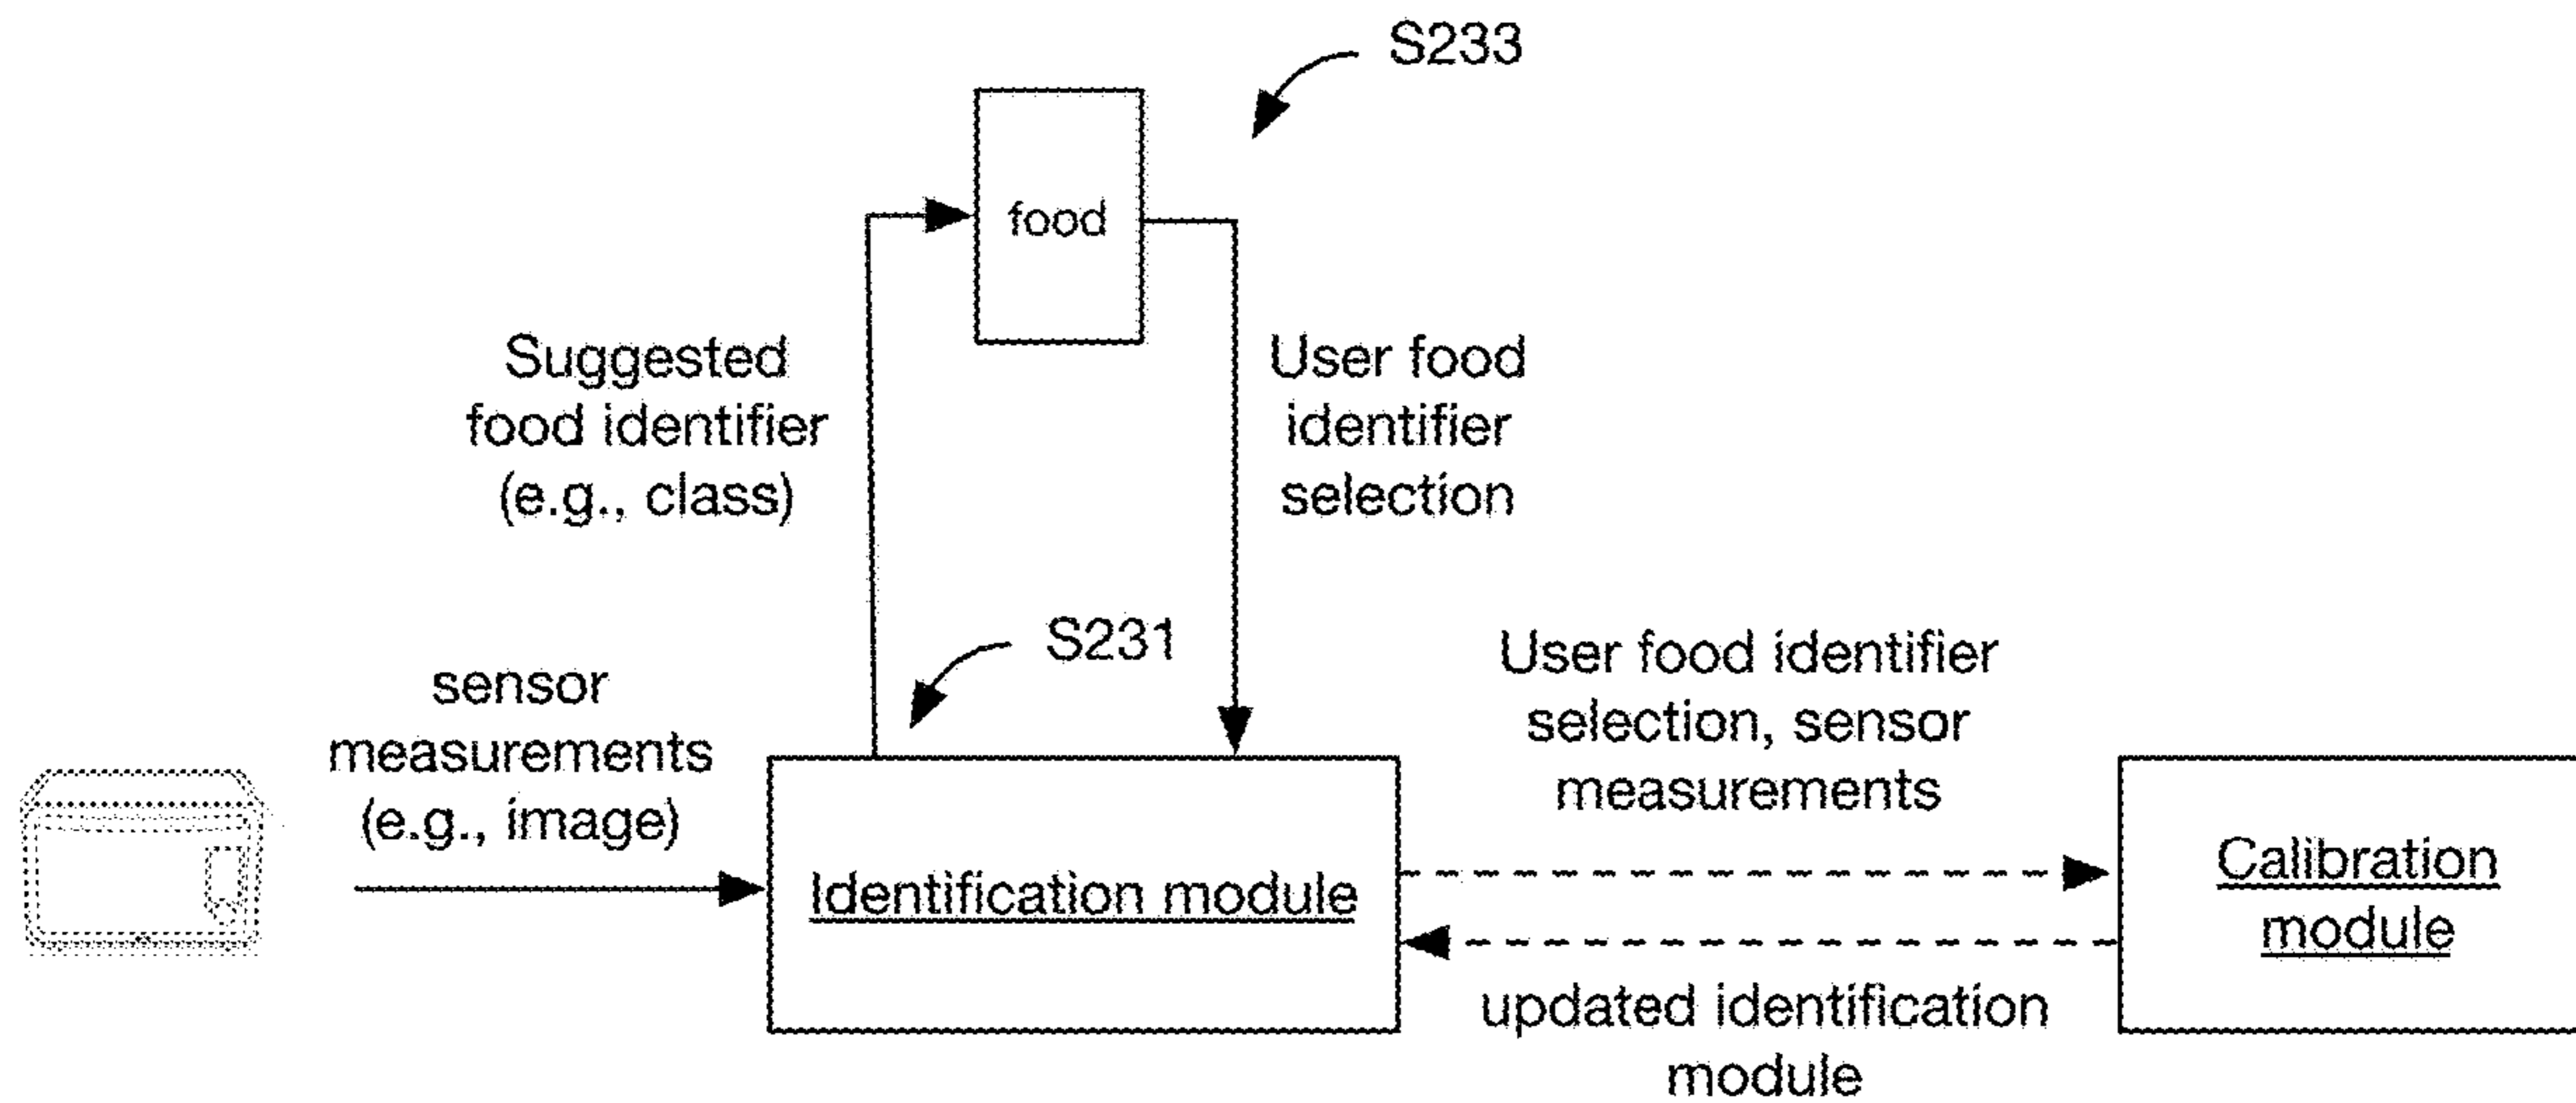 S233
food
Suggested
food identifier
(e.g., class)
User food
identifier
selection
S231
sensor
measurements
(e.g., image)
User food identifier
selection, sensor
measurements
Identification module
Calibration
module
updated identification
module